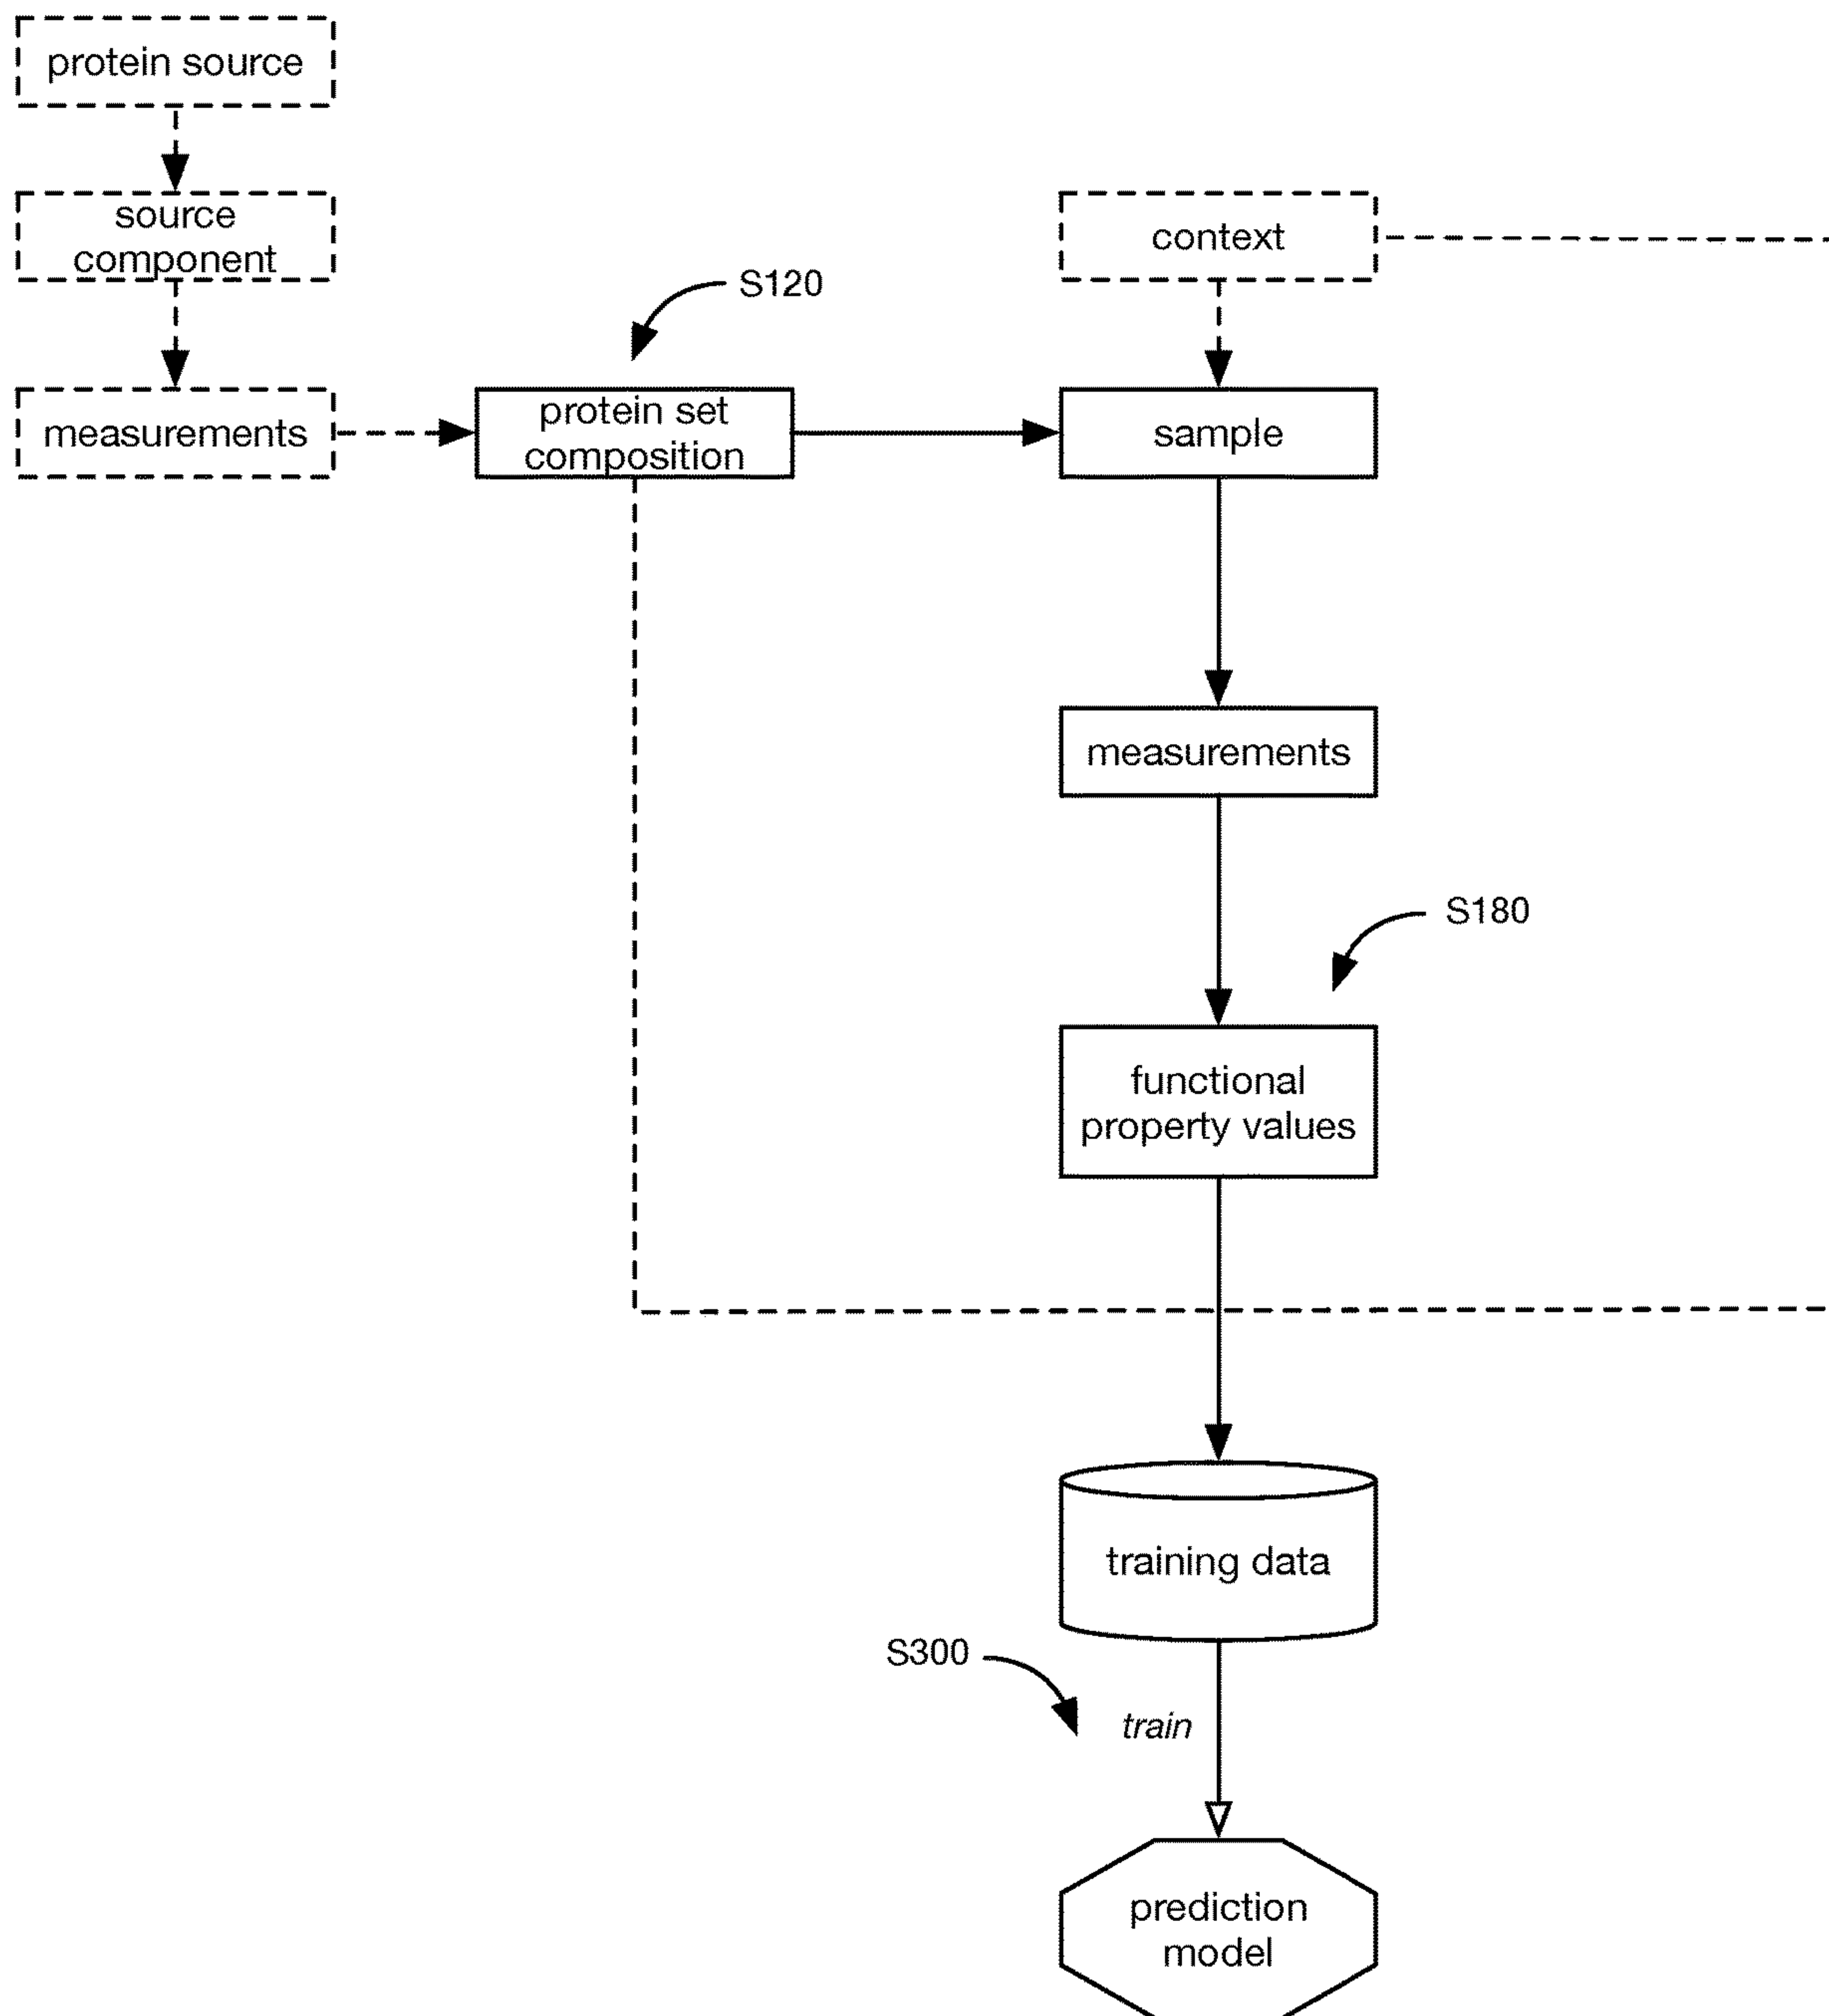 protein source
source
component
context
S120
measurements
protein set
composition
sample
measurements
S180
functional
property values
training data
S300
train
prediction
model